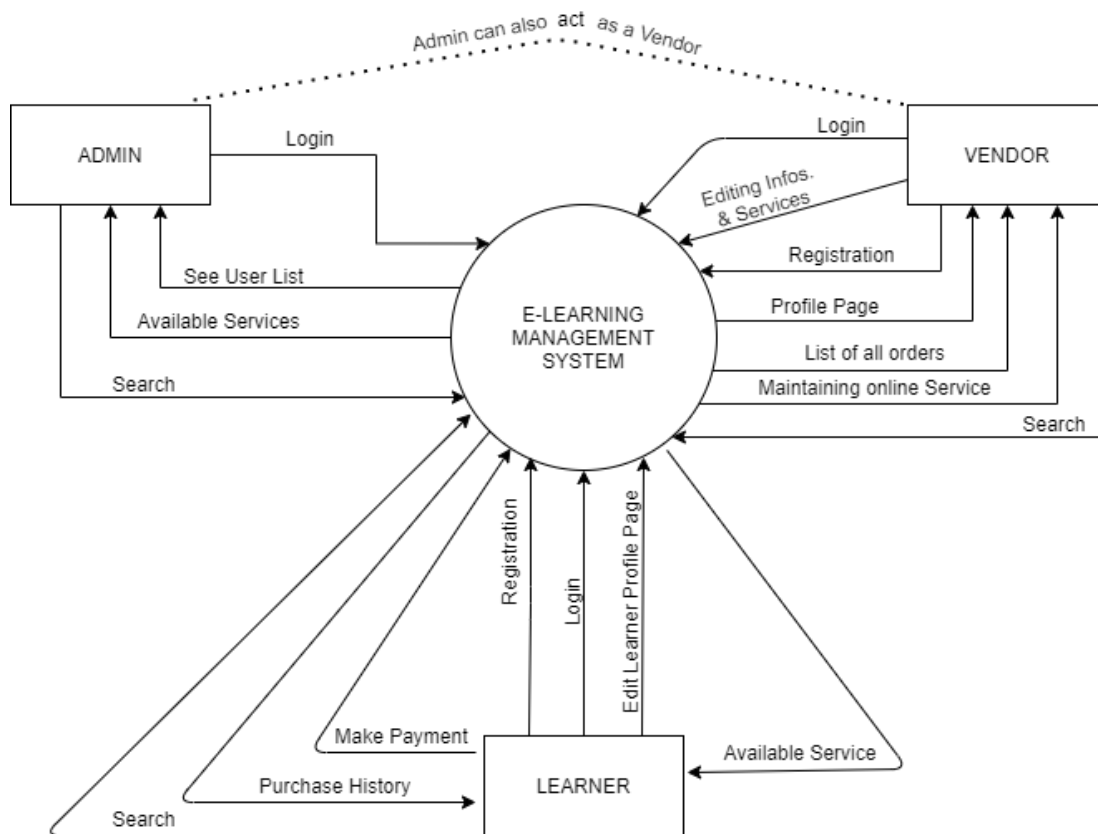 Admin can also act as a Vendor
ADMIN
Login
Login
VENDOR
Editing Infos.
& Services
Registration
See User List
Profile Page
Available Services
E-LEARNING
MANAGEMENT
SYSTEM
List of all orders
Search
Maintaining online Service
Search
Registration
Login
Edit Learner Profile Page
Make Payment
Available Service
Purchase History
LEARNER
Search